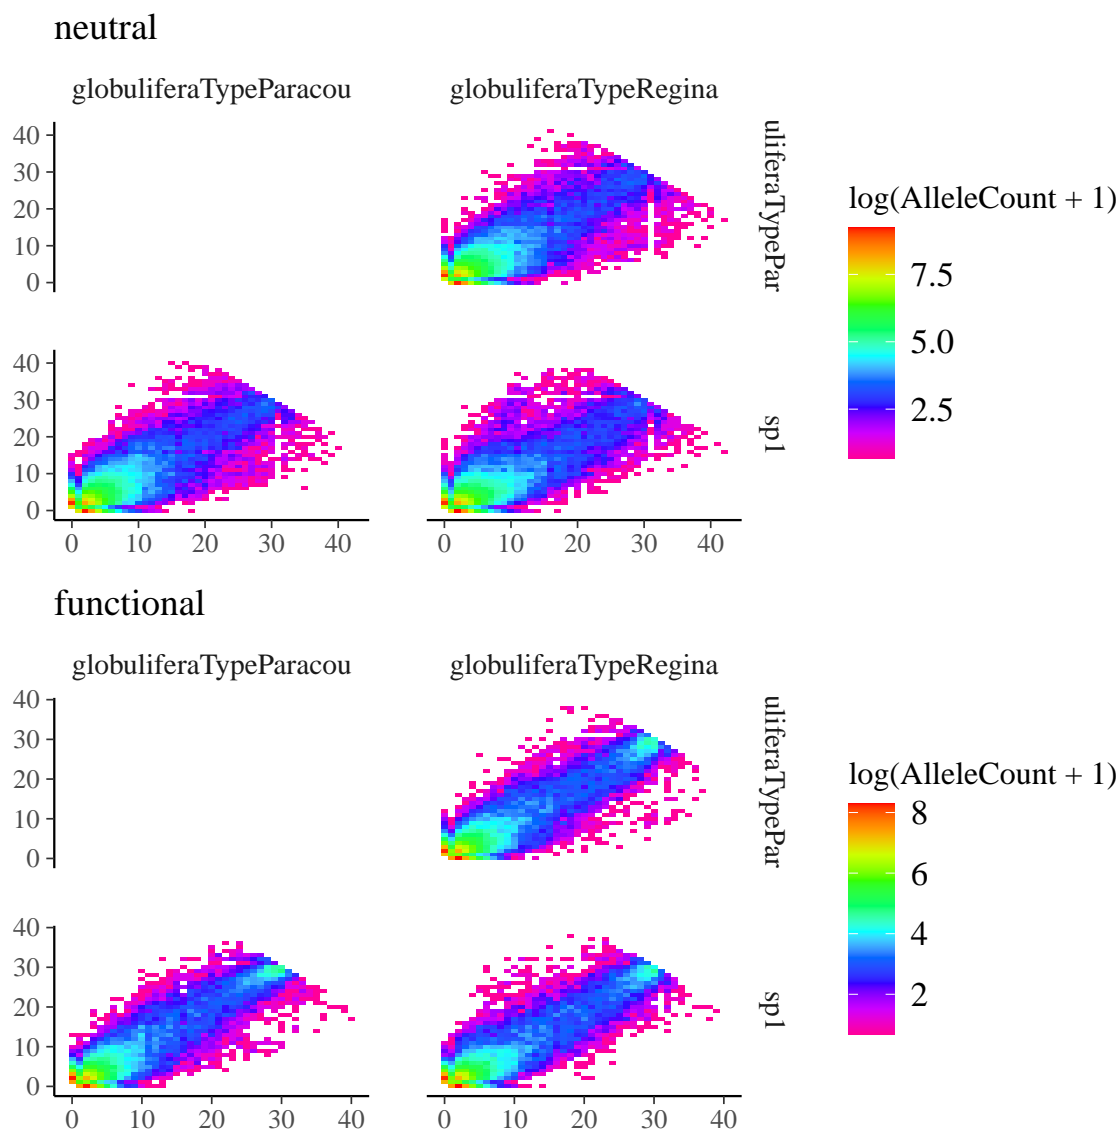 neutral
globuliferaTypeParacou globuliferaTypeRegina
uliferaTypePar
40
30
20
10
0
sp1
40
30
20
10
0
0 10 20 30 40
0 10 20 30 40
log(AlleleCount + 1)
7.5
5.0
2.5
functional
globuliferaTypeParacou globuliferaTypeRegina
uliferaTypePar
40
30
20
10
0
sp1
40
30
20
10
0
0 10 20 30 40
0 10 20 30 40
log(AlleleCount + 1)
8
6
4
2